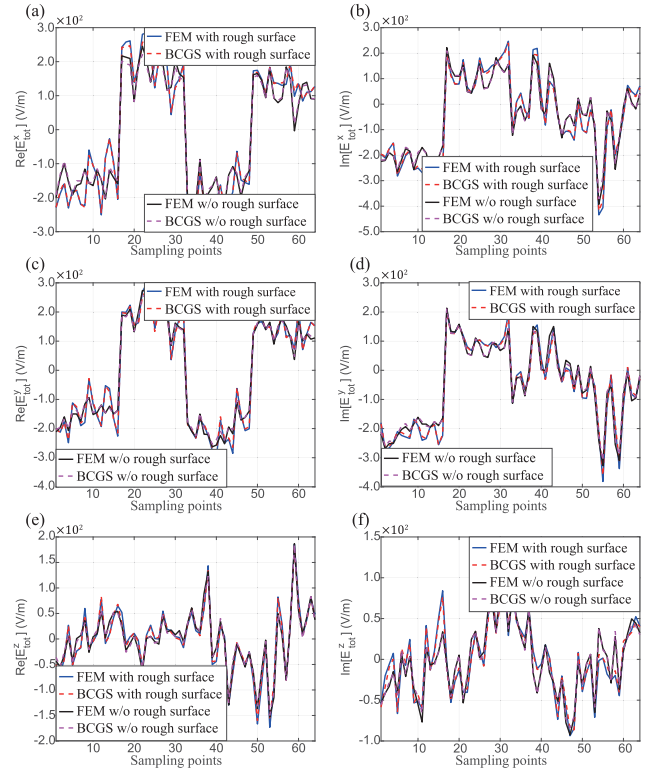 (a)
3.0 ×10²
2.0
1.0
0
-1.0
-2.0
-3.0
Re[E^x_tot] (V/m)
FEM with rough surface
BCGS with rough surface
FEM w/o rough surface
BCGS w/o rough surface
10 20 30 40 50 60
Sampling points
(b)
3.0 ×10²
2.0
1.0
0
-1.0
-2.0
-3.0
-4.0
-5.0
Im[E^x_tot] (V/m)
FEM with rough surface
BCGS with rough surface
FEM w/o rough surface
BCGS w/o rough surface
10 20 30 40 50 60
Sampling points
(c)
3.0 ×10²
2.0
1.0
0
-1.0
-2.0
-3.0
-4.0
Re[E^y_tot] (V/m)
FEM with rough surface
BCGS with rough surface
FEM w/o rough surface
BCGS w/o rough surface
10 20 30 40 50 60
Sampling points
(d)
3.0 ×10²
2.0
1.0
0
-1.0
-2.0
-3.0
-4.0
Im[E^y_tot] (V/m)
FEM with rough surface
BCGS with rough surface
FEM w/o rough surface
BCGS w/o rough surface
10 20 30 40 50 60
Sampling points
(e)
2.0 ×10²
1.5
1.0
0.5
0
-0.5
-1.0
-1.5
-2.0
Re[E^z_tot] (V/m)
FEM with rough surface
BCGS with rough surface
FEM w/o rough surface
BCGS w/o rough surface
10 20 30 40 50 60
Sampling points
(f)
1.5 ×10²
1.0
0.5
0
-0.5
-1.0
Im[E^z_tot] (V/m)
FEM with rough surface
BCGS with rough surface
FEM w/o rough surface
BCGS w/o rough surface
10 20 30 40 50 60
Sampling points